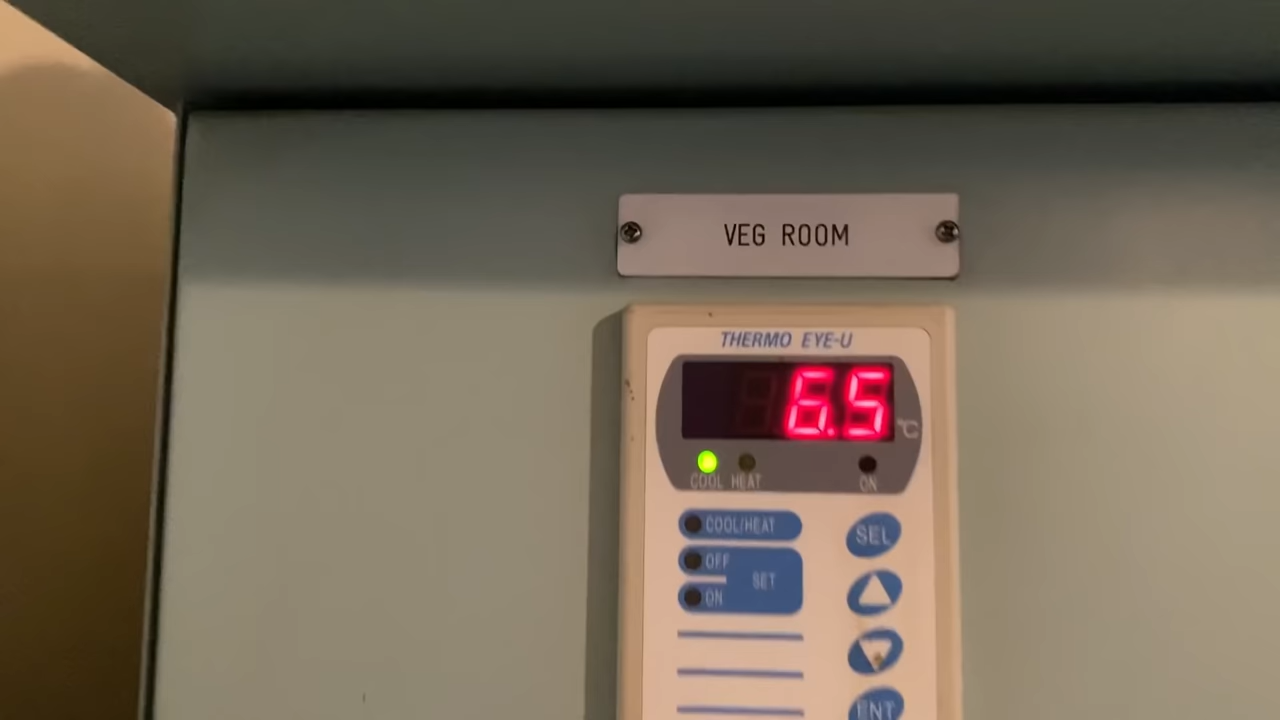 VEG ROOM
THERMO EYE-U
6.5 °C
COOL HEAT ON
COOL/HEAT
SEL
OFF
SET
ON
ENT